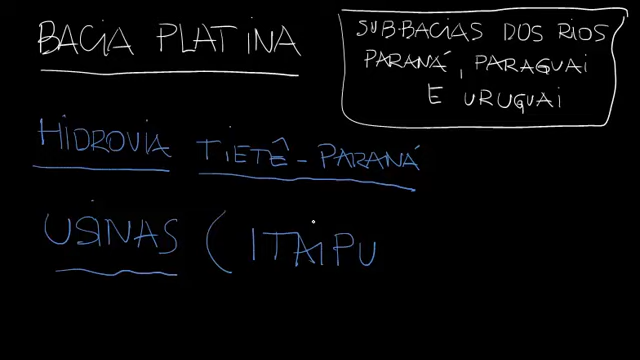 BACIA PLATINA
SUB-BACIAS DOS RIOS
PARANÁ, PARAGUAI
E URUGUAI
HIDROVIA TIETÊ-PARANÁ
USINAS (ITAIPU